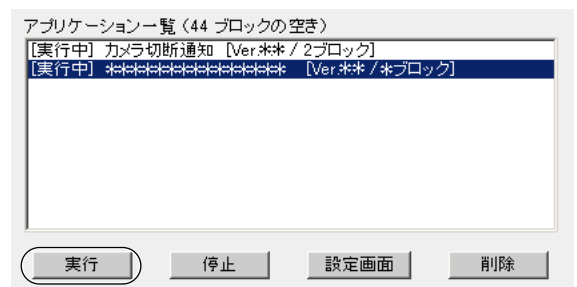 アプリケーション一覧（44 ブロックの空き）
[実行中] カメラ切断通知 [Ver.** / 2ブロック]
[実行中] **************** [Ver.** / *ブロック]
実行 停止 設定画面 削除